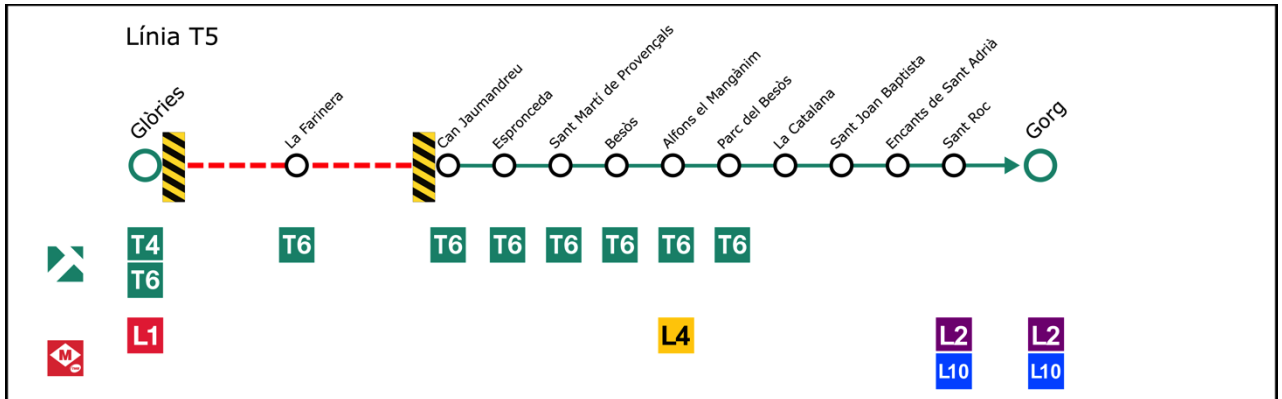 Línia T5
Glòries
La Farinera
Can Jaumandreu
Espronceda
Sant Martí de Provençals
Besòs
Alfons el Mangànim
Parc del Besòs
La Catalana
Sant Joan Baptista
Encants de Sant Adrià
Sant Roc
Gorg
T4 T6 T6 T6 T6 T6 T6 T6
T6
M L1 L4 L2 L2
L10 L10